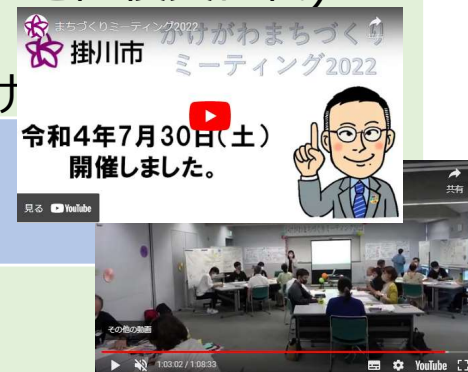 まちづくりミーティング2022
掛川市
かけがわまちづくり
ミーティング2022
令和4年7月30日(土)
開催しました。
見る YouTube
共有
その他の動画
1:03:02 / 1:08:33
YouTube